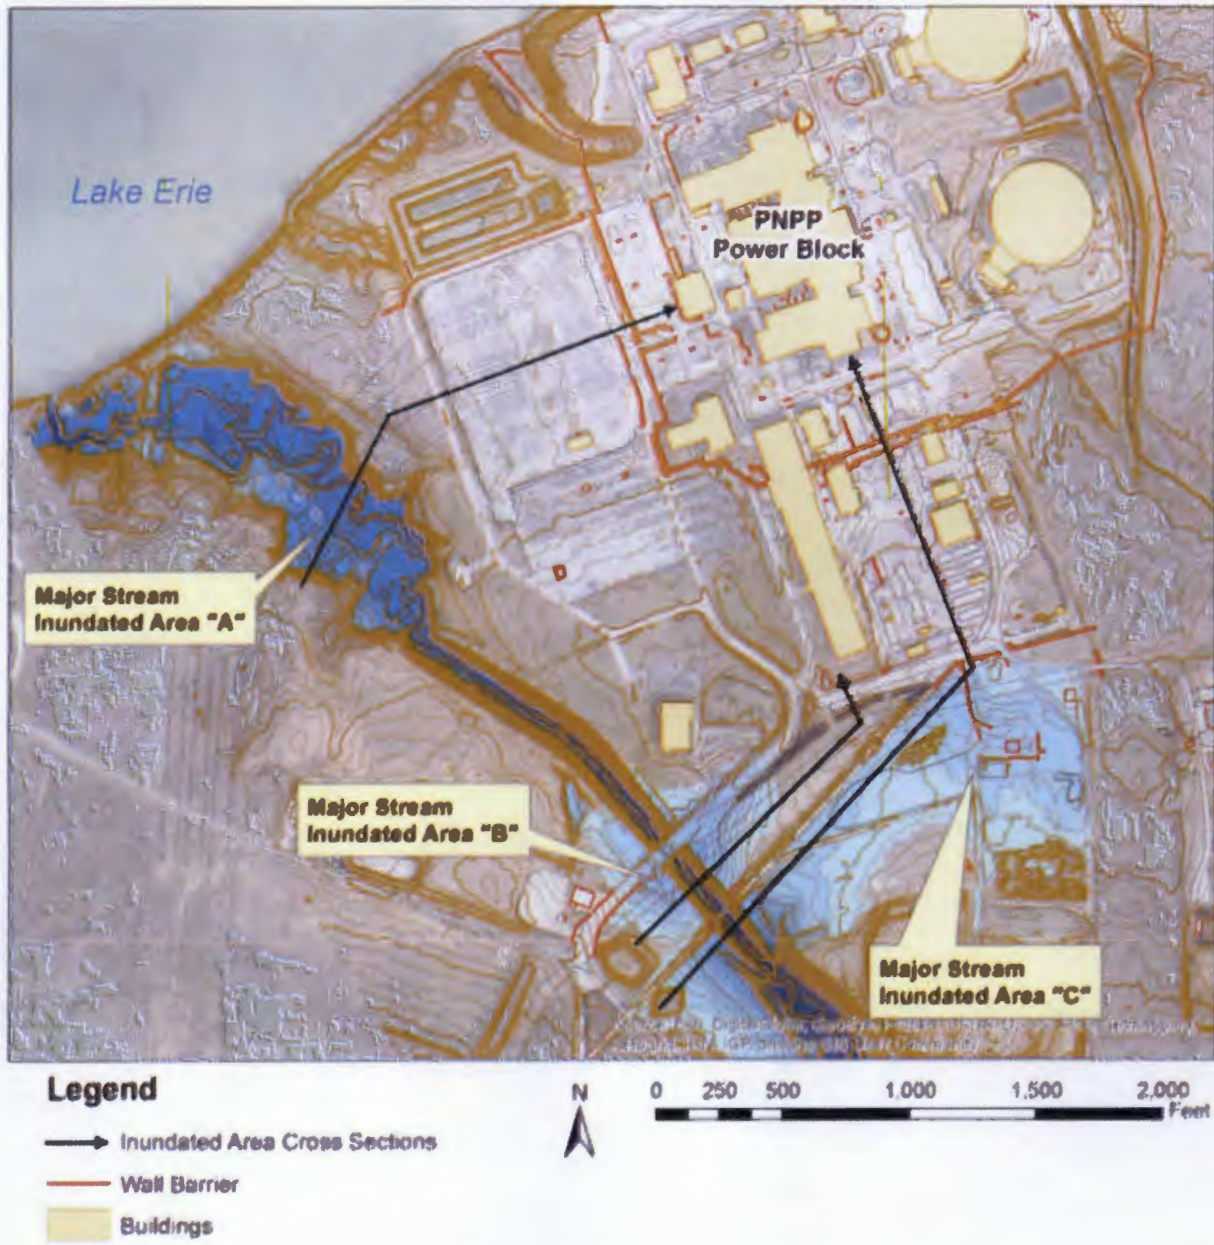 Lake Erie
PNPP
Power Block
Major Stream
Inundated Area "A"
Major Stream
Inundated Area "B"
Major Stream
Inundated Area "C"
Legend
N
0 250 500 1,000 1,500 2,000
Feet
Inundated Area Cross Sections
Wall Barrier
Buildings